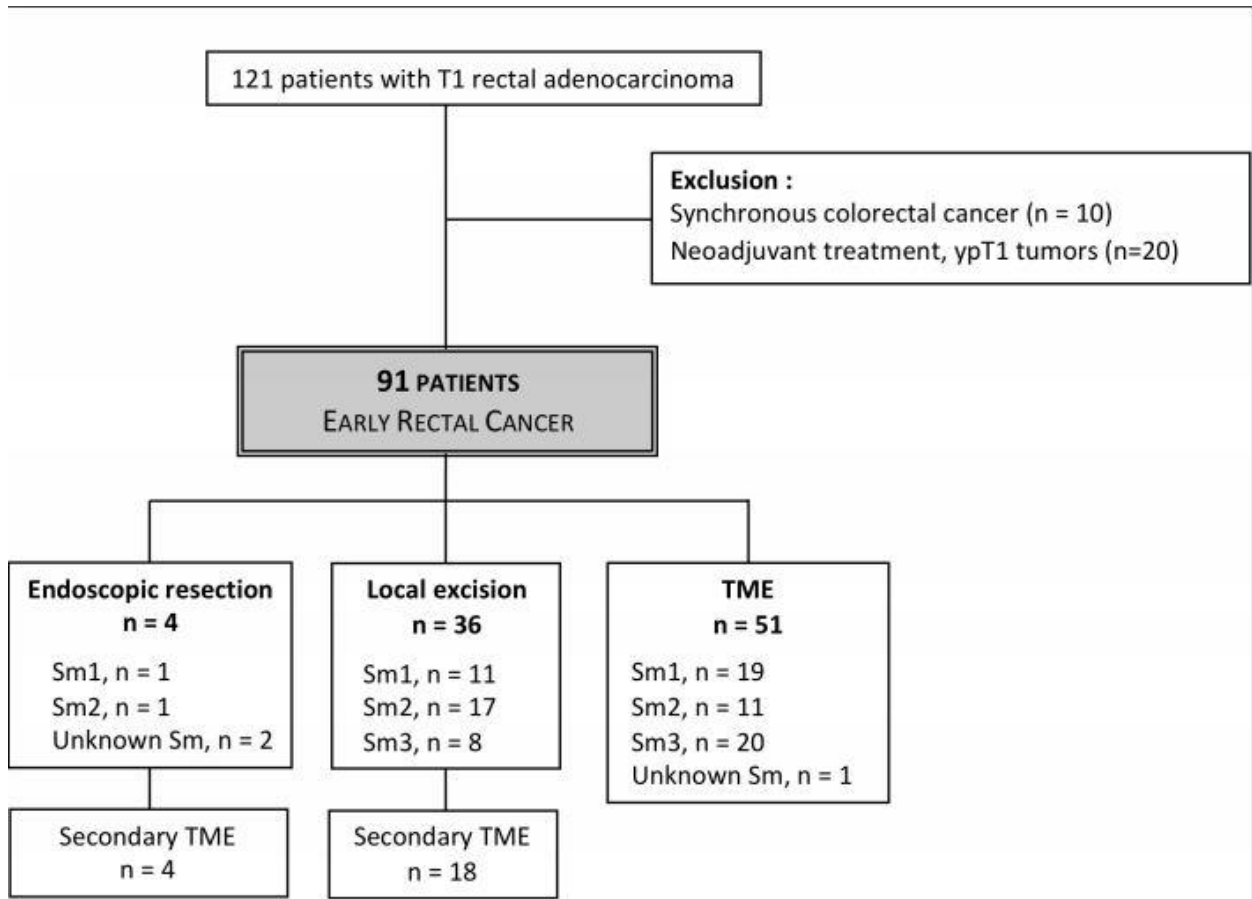 121 patients with T1 rectal adenocarcinoma
Exclusion :
Synchronous colorectal cancer (n = 10)
Neoadjuvant treatment, ypT1 tumors (n=20)
91 PATIENTS
EARLY RECTAL CANCER
Endoscopic resection
n = 4
Sm1, n = 1
Sm2, n = 1
Unknown Sm, n = 2
Secondary TME
n = 4
Local excision
n = 36
Sm1, n = 11
Sm2, n = 17
Sm3, n = 8
Secondary TME
n = 18
TME
n = 51
Sm1, n = 19
Sm2, n = 11
Sm3, n = 20
Unknown Sm, n = 1